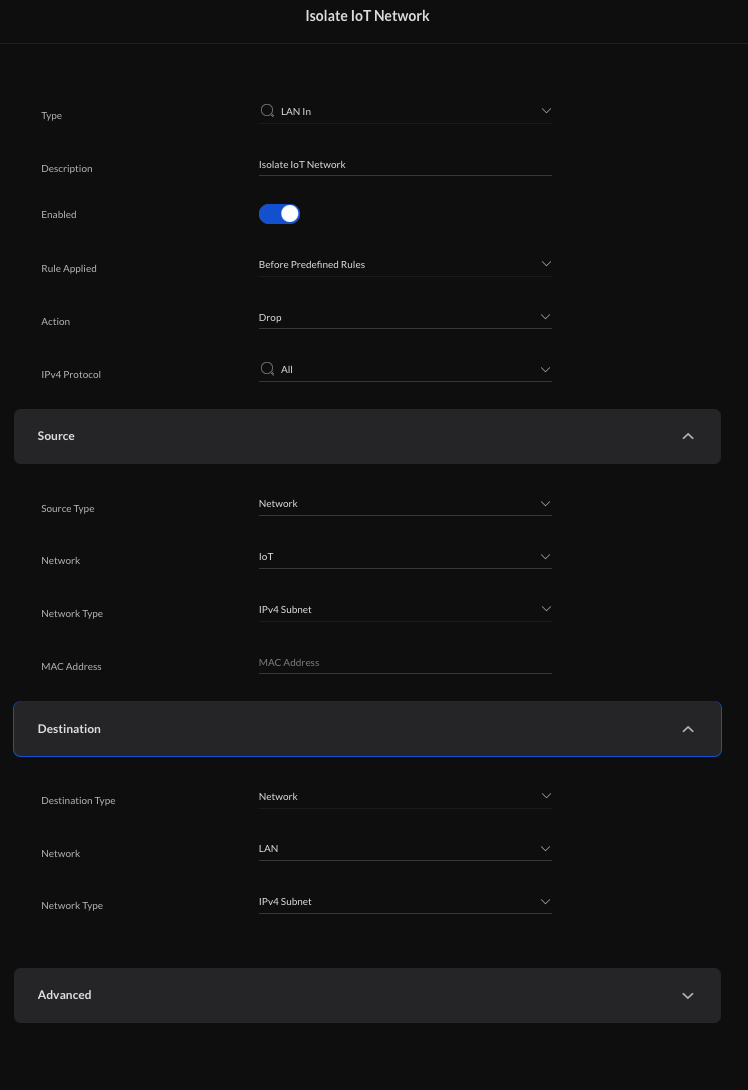 Isolate IoT Network
Type
LAN In
Description
Isolate IoT Network
Enabled
Rule Applied
Before Predefined Rules
Action
Drop
IPv4 Protocol
All
Source
Source Type
Network
Network
IoT
Network Type
IPv4 Subnet
MAC Address
MAC Address
Destination
Destination Type
Network
Network
LAN
Network Type
IPv4 Subnet
Advanced